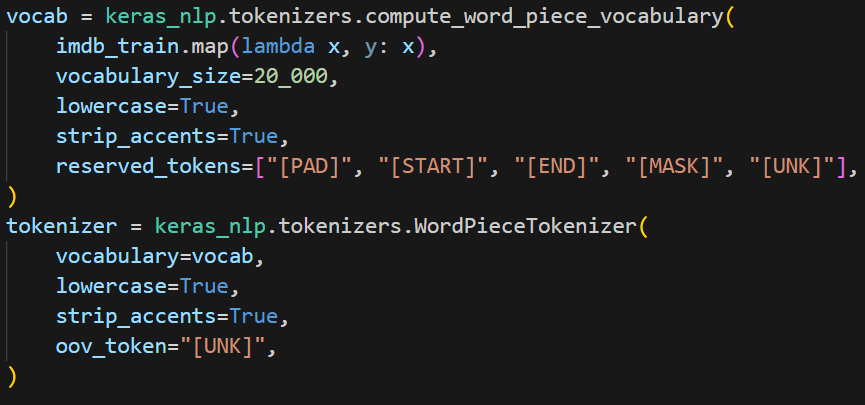 vocab = keras_nlp.tokenizers.compute_word_piece_vocabulary(
    imdb_train.map(lambda x, y: x),
    vocabulary_size=20_000,
    lowercase=True,
    strip_accents=True,
    reserved_tokens=["[PAD]", "[START]", "[END]", "[MASK]", "[UNK]"],
)
tokenizer = keras_nlp.tokenizers.WordPieceTokenizer(
    vocabulary=vocab,
    lowercase=True,
    strip_accents=True,
    oov_token="[UNK]",
)